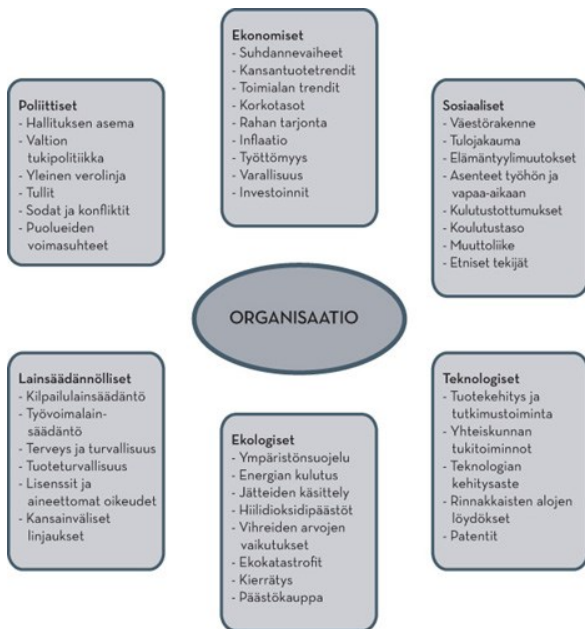 Ekonomiset
- Suhdannevaiheet
- Kansantuotetrendit
- Toimialan trendit
- Korkotasot
- Rahan tarjonta
- Inflaatio
- Työttömyys
- Varallisuus
- Investoinnit
Poliittiset
- Hallituksen asema
- Valtion
tukipolitiikka
- Yleinen verolinja
- Tullit
- Sodat ja konfliktit
- Puolueiden
voimasuhteet
Sosiaaliset
- Väestörakenne
- Tulojakauma
- Elämäntyylimuutokset
- Asenteet työhön ja
vapaa-aikaan
- Kulutustottumukset
- Koulutustaso
- Muuttoliike
- Etniset tekijät
ORGANISAATIO
Lainsäädännölliset
- Kilpailulainsäädäntö
- Työvoimalain-
säädäntö
- Terveys ja turvallisuus
- Tuoteturvallisuus
- Lisenssit ja
aineettomat oikeudet
- Kansainväliset
linjaukset
Ekologiset
- Ympäristönsuojelu
- Energian kulutus
- Jätteiden käsittely
- Hiilidioksidipäästöt
- Vihreiden arvojen
vaikutukset
- Ekokatastrofit
- Kierrätys
- Päästökauppa
Teknologiset
- Tuotekehitys ja
tutkimustoiminta
- Yhteiskunnan
tukitoiminnot
- Teknologian
kehitysaste
- Rinnakkaisten alojen
löydökset
- Patentit